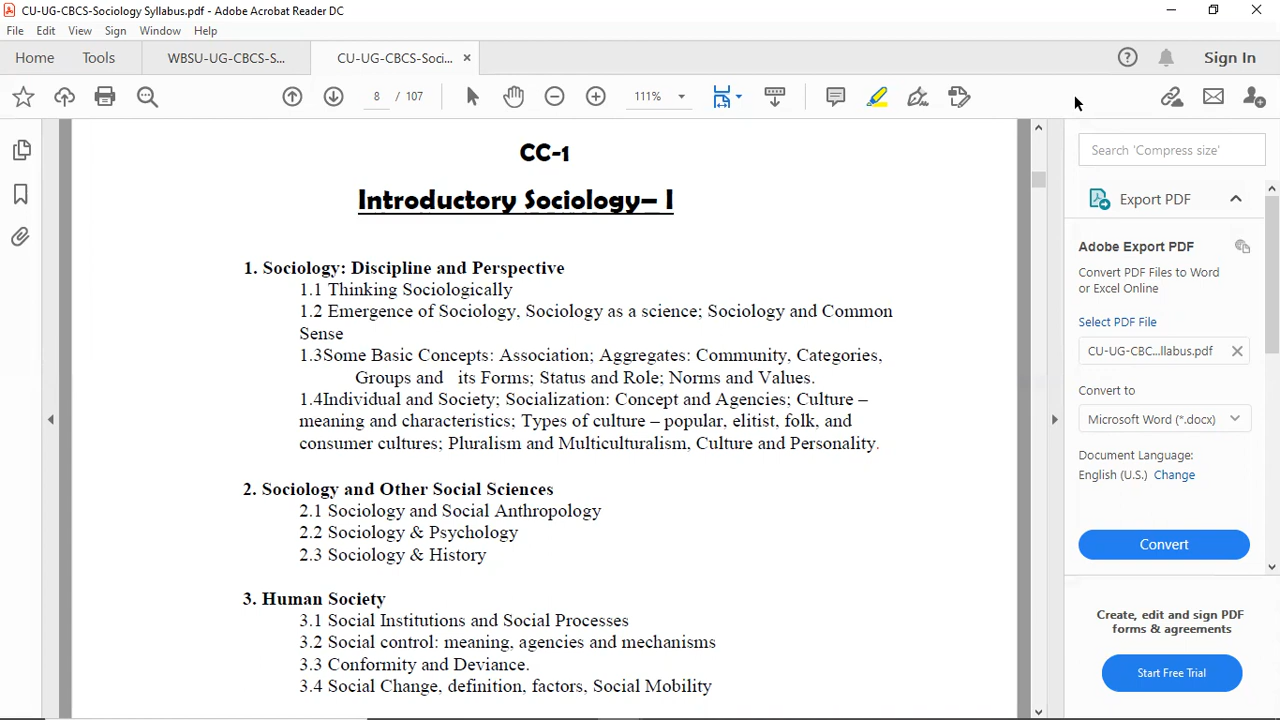 CU-UG-CBCS-Sociology Syllabus.pdf - Adobe Acrobat Reader DC
File Edit View Sign Window Help
Home Tools WBSU-UG-CBCS-S... CU-UG-CBCS-Soci... × Sign In
8 / 107 111%
CC-1
Introductory Sociology– I
1. Sociology: Discipline and Perspective
1.1 Thinking Sociologically
1.2 Emergence of Sociology, Sociology as a science; Sociology and Common
Sense
1.3Some Basic Concepts: Association; Aggregates: Community, Categories,
Groups and its Forms; Status and Role; Norms and Values.
1.4Individual and Society; Socialization: Concept and Agencies; Culture –
meaning and characteristics; Types of culture – popular, elitist, folk, and
consumer cultures; Pluralism and Multiculturalism, Culture and Personality.
2. Sociology and Other Social Sciences
2.1 Sociology and Social Anthropology
2.2 Sociology & Psychology
2.3 Sociology & History
3. Human Society
3.1 Social Institutions and Social Processes
3.2 Social control: meaning, agencies and mechanisms
3.3 Conformity and Deviance.
3.4 Social Change, definition, factors, Social Mobility
Search 'Compress size'
Export PDF
Adobe Export PDF
Convert PDF Files to Word
or Excel Online
Select PDF File
CU-UG-CBC...llabus.pdf
Convert to
Microsoft Word (*.docx)
Document Language:
English (U.S.) Change
Convert
Create, edit and sign PDF
forms & agreements
Start Free Trial